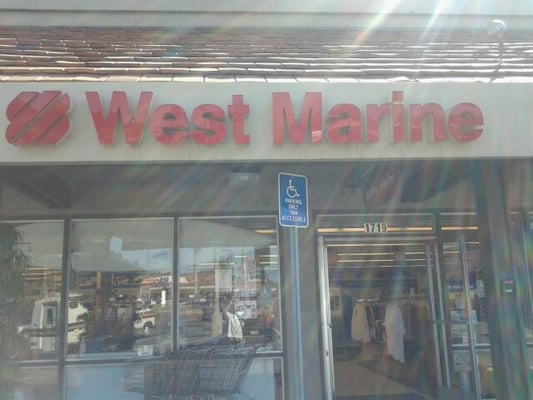 West Marine
PARKING
ONLY
VAN
ACCESSIBLE
1719